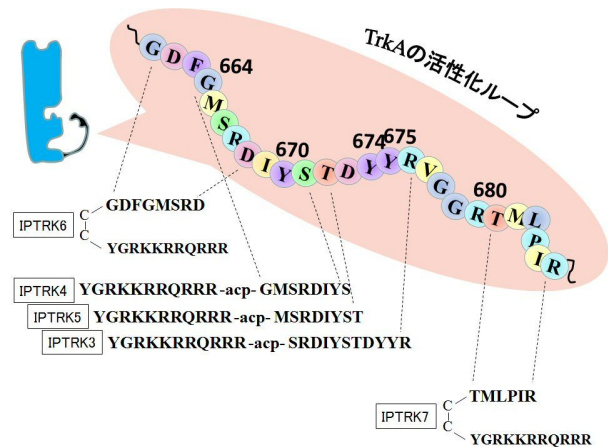 TrkAの活性化ループ
664
670
674
675
680
G D F G M S R D I Y S T D Y Y R V G G R T M L P I R
IPTRK6
GDFGMSRD
C
C
YGRKKRRQRRR
IPTRK4 YGRKKRRQRRR-acp- GMSRDIYS
IPTRK5 YGRKKRRQRRR-acp- MSRDIYST
IPTRK3 YGRKKRRQRRR-acp- SRDIYSTDYYR
IPTRK7
TMLPIR
C
C
YGRKKRRQRRR